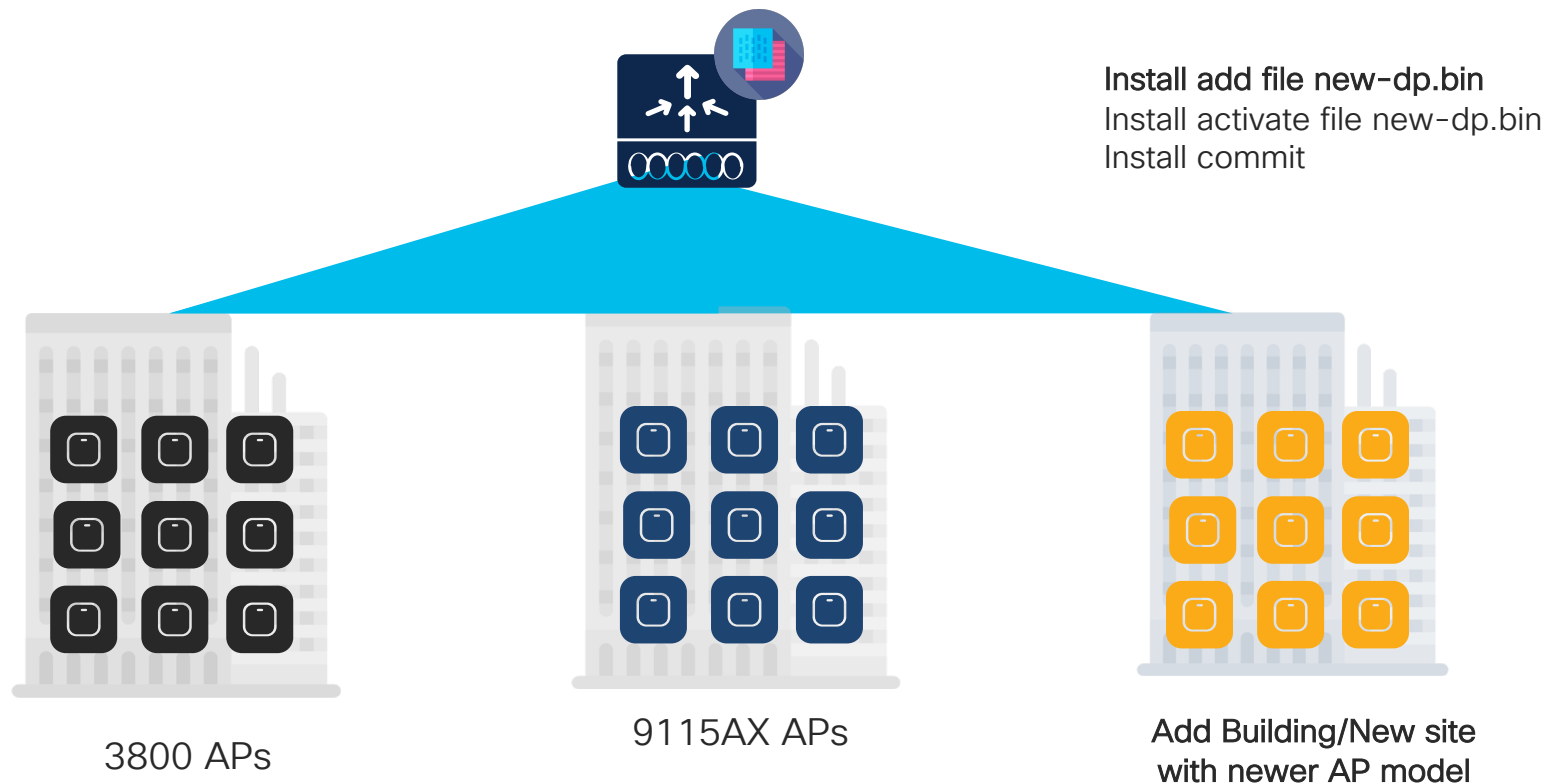 Install add file new-dp.bin
Install activate file new-dp.bin
Install commit
3800 APs
9115AX APs
Add Building/New site
with newer AP model